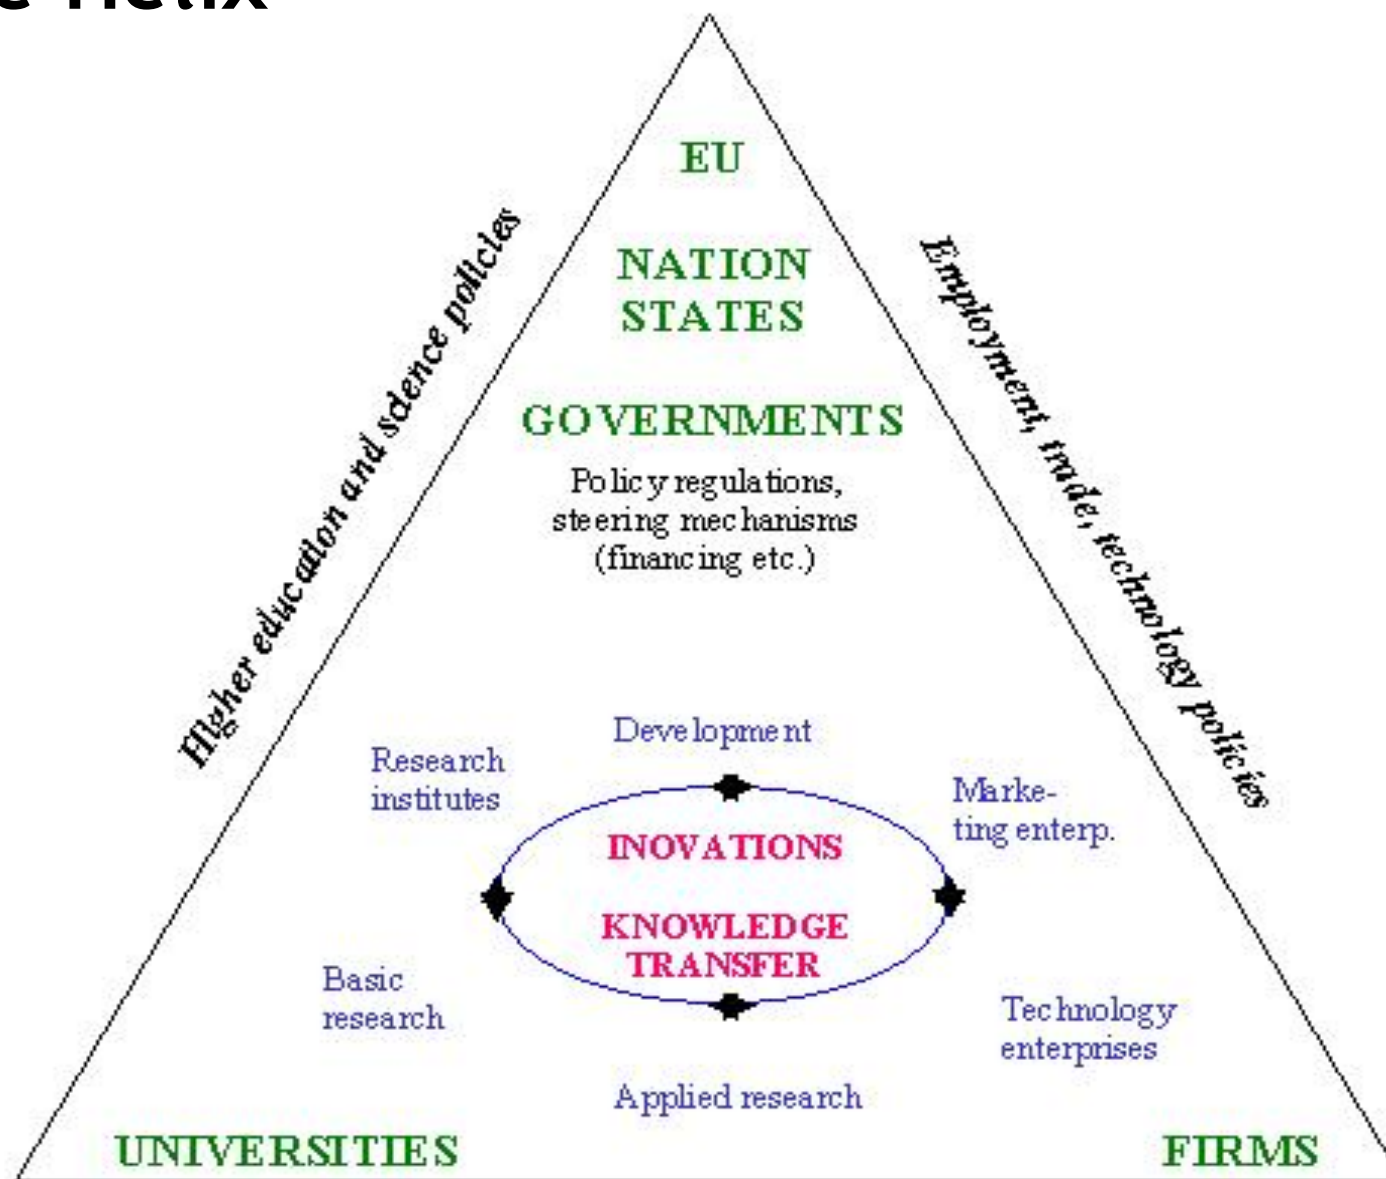 Helix
EU
NATION
STATES
GOVERNMENTS
Policy regulations,
steering mechanisms
(financing etc.)
Higher education and science policies
Employment, trade, technology policies
Development
Research
institutes
Marke-
ting enterp.
INOVATIONS
KNOWLEDGE
TRANSFER
Basic
research
Technology
enterprises
Applied research
UNIVERSITIES
FIRMS